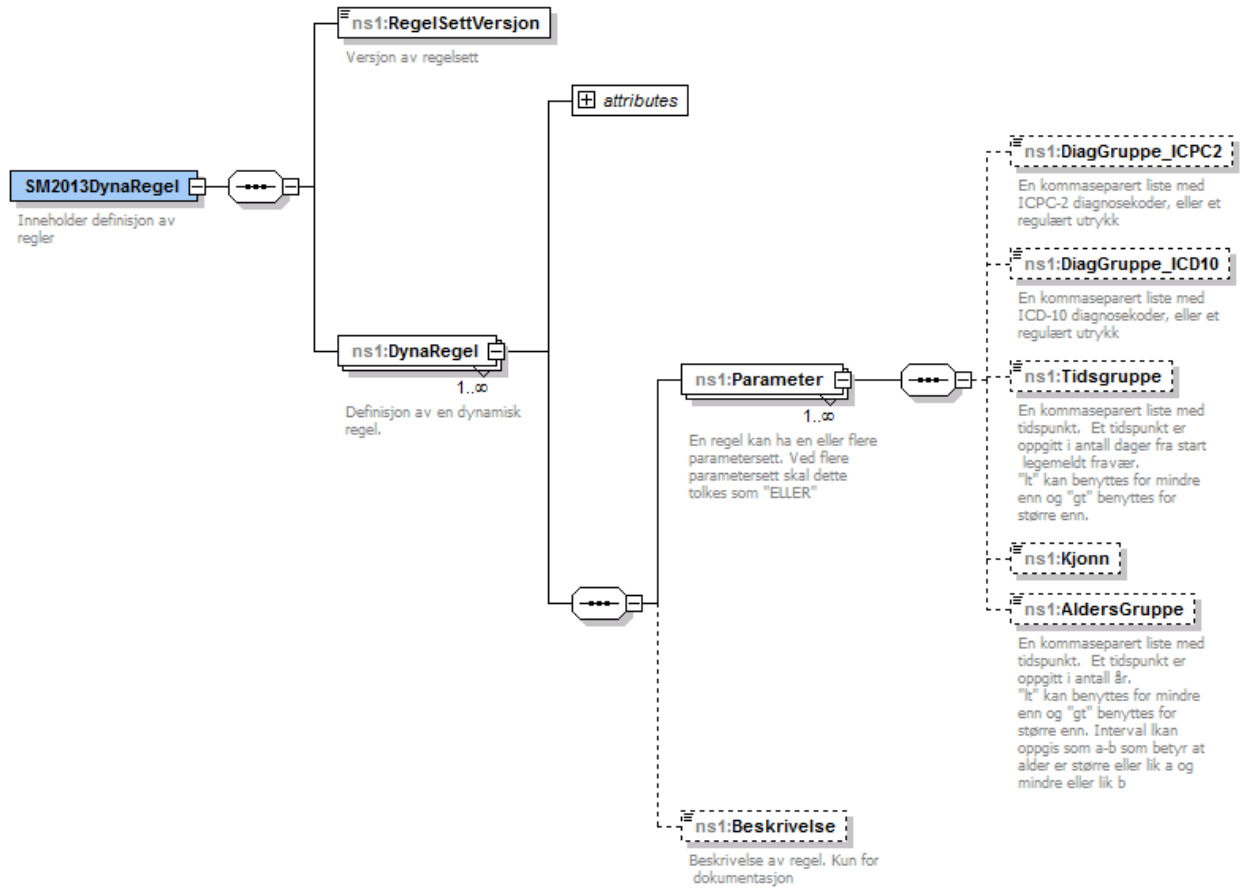 ns1:RegelSettVersjon
Versjon av regelsett
attributes
SM2013DynaRegel
Inneholder definisjon av
regler
ns1:DynaRegel
1..∞
Definisjon av en dynamisk
regel.
ns1:Parameter
1..∞
En regel kan ha en eller flere
parametersett. Ved flere
parametersett skal dette
tolkes som "ELLER"
ns1:DiagGruppe_ICPC2
En kommaseparert liste med
ICPC-2 diagnosekoder, eller et
regulært utrykk
ns1:DiagGruppe_ICD10
En kommaseparert liste med
ICD-10 diagnosekoder, eller et
regulært utrykk
ns1:Tidsgruppe
En kommaseparert liste med
tidspunkt. Et tidspunkt er
oppgitt i antall dager fra start
legemeldt fravær.
"lt" kan benyttes for mindre
enn og "gt" benyttes for
større enn.
ns1:Kjonn
ns1:AldersGruppe
En kommaseparert liste med
tidspunkt. Et tidspunkt er
oppgitt i antall år.
"lt" kan benyttes for mindre
enn og "gt" benyttes for
større enn. Interval lkan
oppgis som a-b som betyr at
alder er større eller lik a og
mindre eller lik b
ns1:Beskrivelse
Beskrivelse av regel. Kun for
dokumentasjon